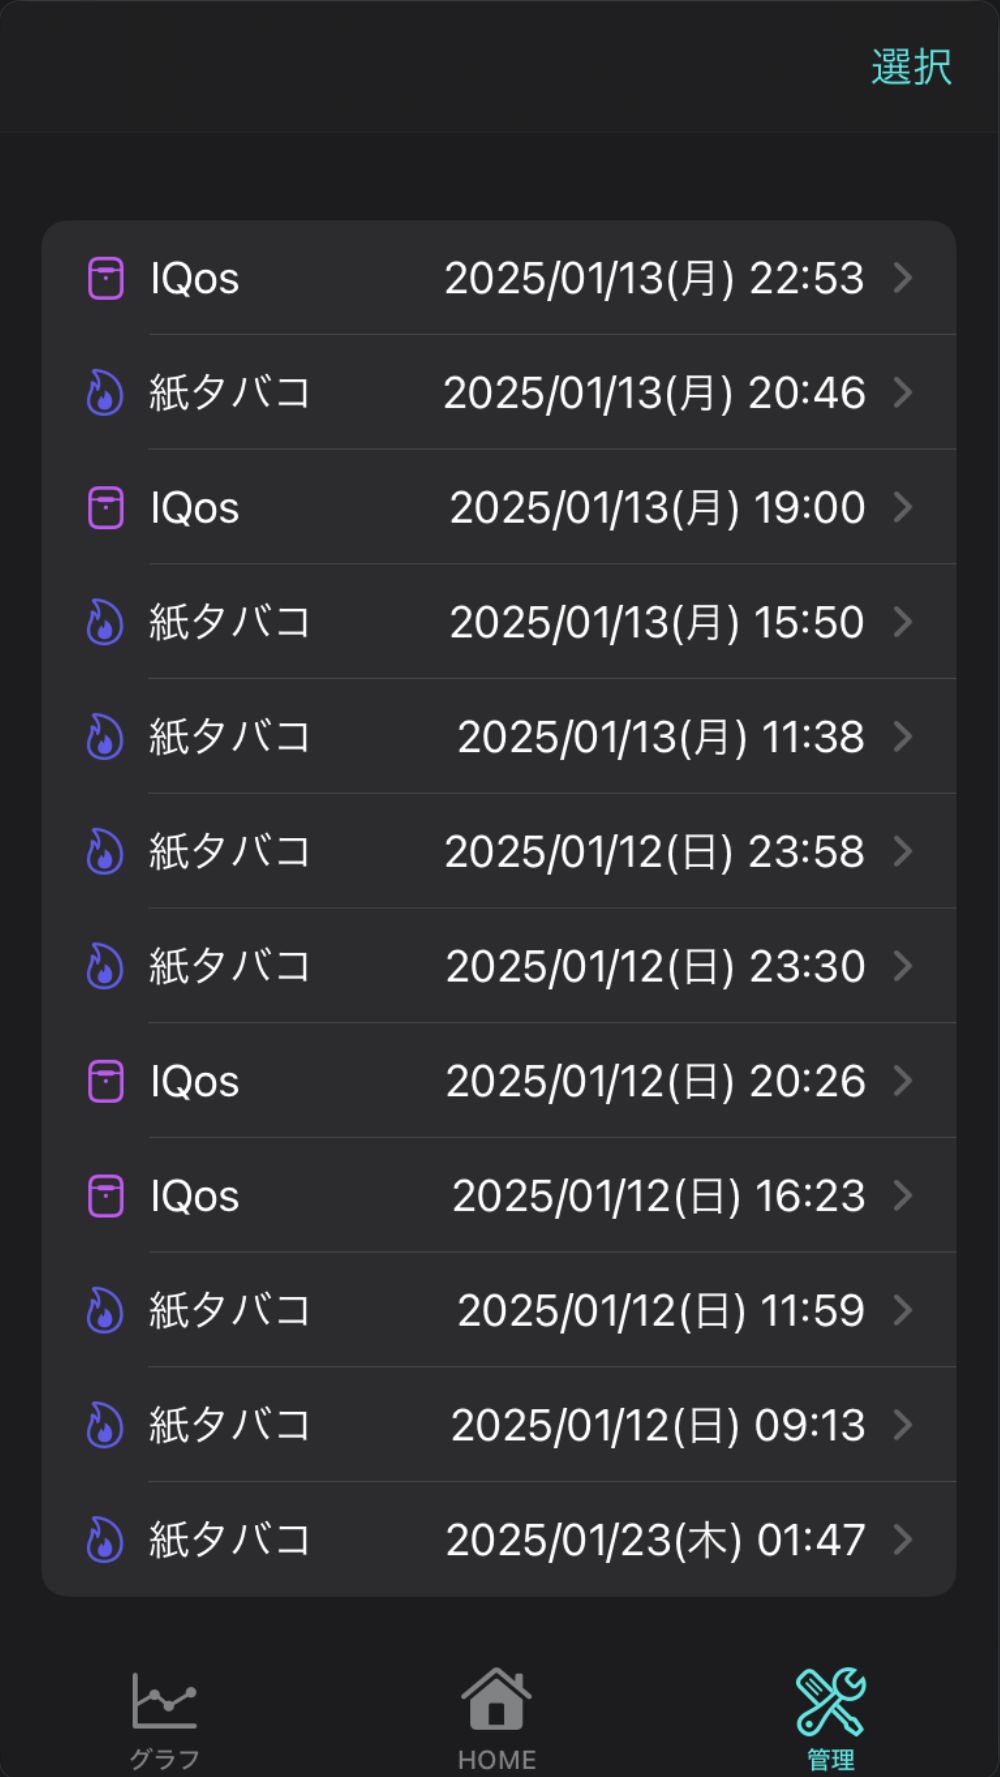 選択
IQos 2025/01/13(月) 22:53
紙タバコ 2025/01/13(月) 20:46
IQos 2025/01/13(月) 19:00
紙タバコ 2025/01/13(月) 15:50
紙タバコ 2025/01/13(月) 11:38
紙タバコ 2025/01/12(日) 23:58
紙タバコ 2025/01/12(日) 23:30
IQos 2025/01/12(日) 20:26
IQos 2025/01/12(日) 16:23
紙タバコ 2025/01/12(日) 11:59
紙タバコ 2025/01/12(日) 09:13
紙タバコ 2025/01/23(木) 01:47
グラフ HOME 管理